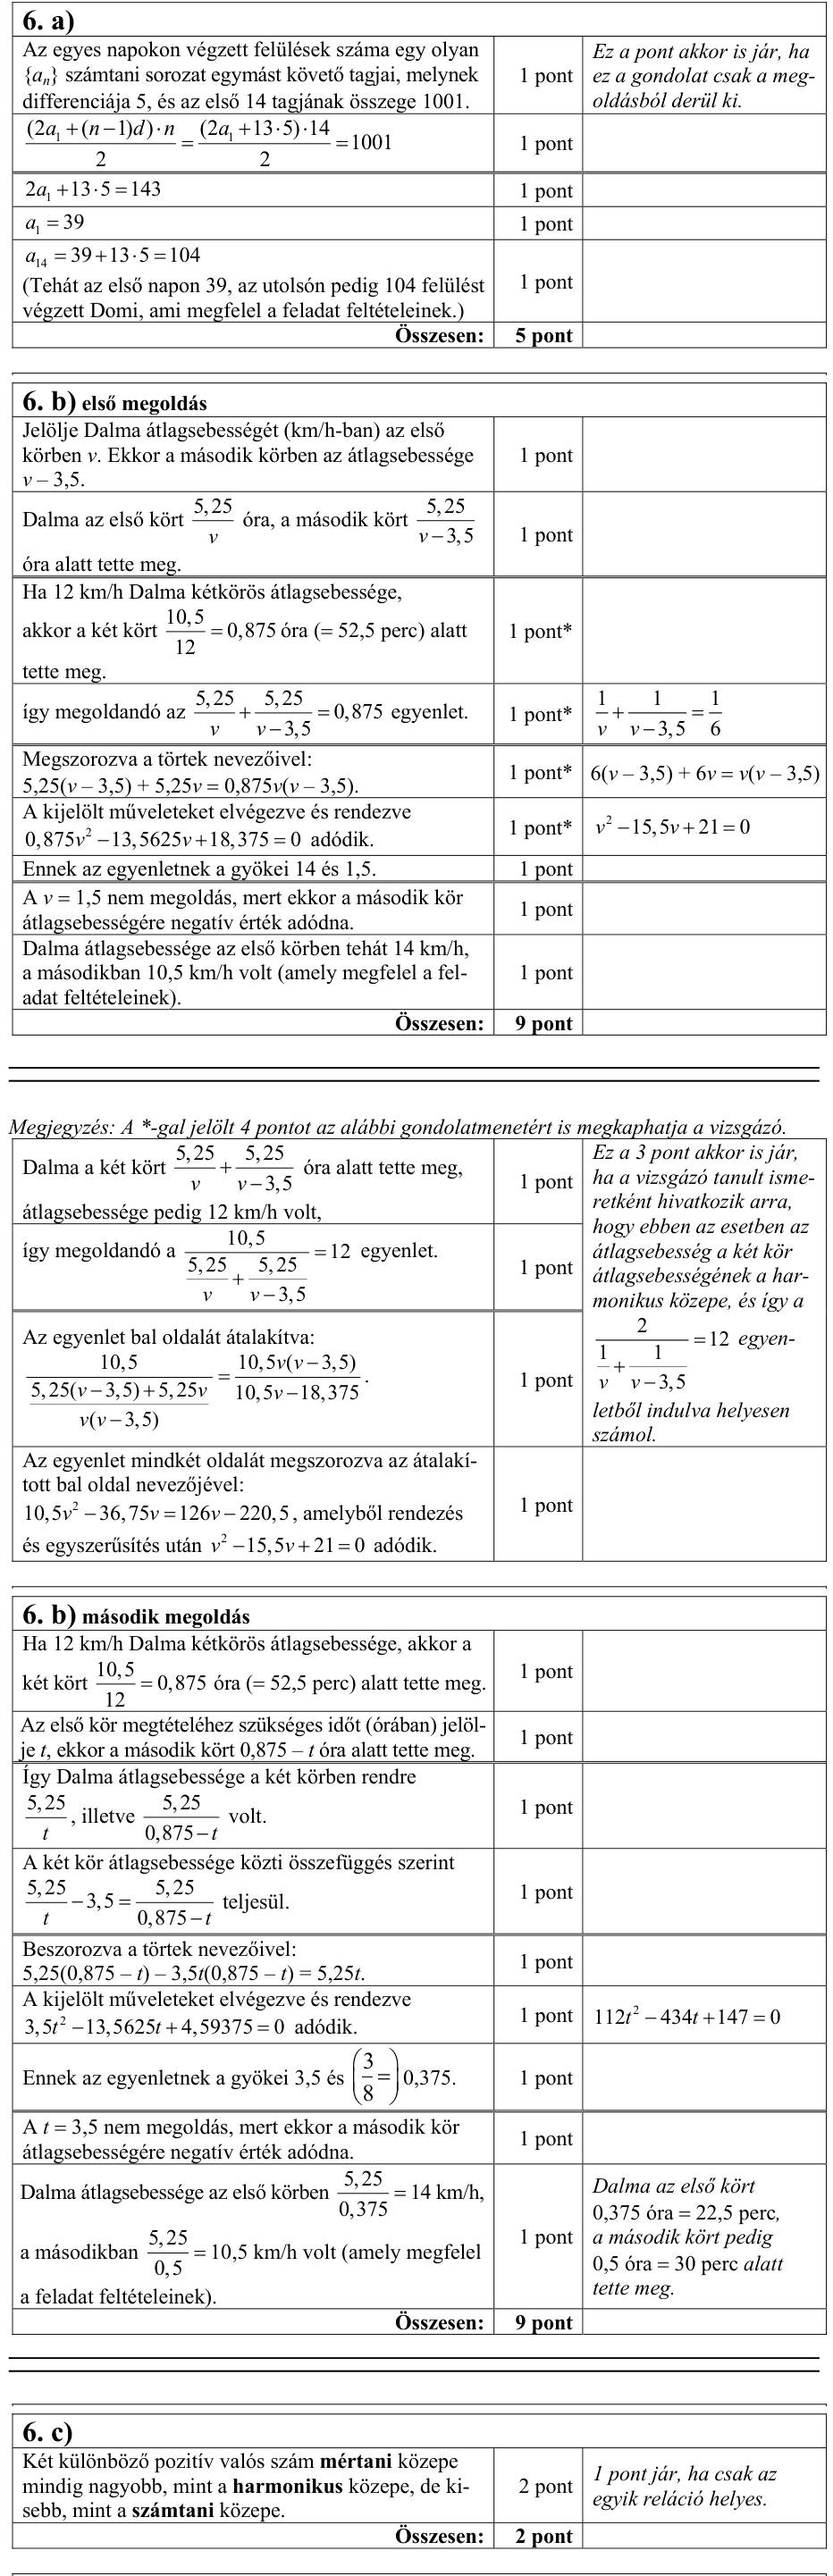 6. a)
Az egyes napokon végzett felülések száma egy olyan
{aₙ} számtani sorozat egymást követő tagjai, melynek
differenciája 5, és az első 14 tagjának összege 1001.
1 pont
Ez a pont akkor is jár, ha
ez a gondolat csak a meg-
oldásból derül ki.
(2a₁+(n−1)d)·n / 2 = (2a₁+13·5)·14 / 2 = 1001
1 pont
2a₁+13·5=143
1 pont
a₁=39
1 pont
a₁₄=39+13·5=104
(Tehát az első napon 39, az utolsón pedig 104 felülést
végzett Domi, ami megfelel a feladat feltételeinek.)
1 pont
Összesen: 5 pont
6. b) első megoldás
Jelölje Dalma átlagsebességét (km/h-ban) az első
körben v. Ekkor a második körben az átlagsebessége
v – 3,5.
1 pont
Dalma az első kört 5,25/v óra, a második kört 5,25/(v−3,5)
óra alatt tette meg.
1 pont
Ha 12 km/h Dalma kétkörös átlagsebessége,
akkor a két kört 10,5/12 = 0,875 óra (= 52,5 perc) alatt
tette meg.
1 pont*
így megoldandó az 5,25/v + 5,25/(v−3,5) = 0,875 egyenlet.
1 pont*
1/v + 1/(v−3,5) = 1/6
Megszorozva a törtek nevezőivel:
5,25(v – 3,5) + 5,25v = 0,875v(v – 3,5).
1 pont*
6(v – 3,5) + 6v = v(v – 3,5)
A kijelölt műveleteket elvégezve és rendezve
0,875v²−13,5625v+18,375=0 adódik.
1 pont*
v²−15,5v+21=0
Ennek az egyenletnek a gyökei 14 és 1,5.
1 pont
A v = 1,5 nem megoldás, mert ekkor a második kör
átlagsebességére negatív érték adódna.
1 pont
Dalma átlagsebessége az első körben tehát 14 km/h,
a másodikban 10,5 km/h volt (amely megfelel a fel-
adat feltételeinek).
1 pont
Összesen: 9 pont
Megjegyzés: A *-gal jelölt 4 pontot az alábbi gondolatmenetért is megkaphatja a vizsgázó.
Dalma a két kört 5,25/v + 5,25/(v−3,5) óra alatt tette meg,
átlagsebessége pedig 12 km/h volt,
1 pont
így megoldandó a 10,5/(5,25/v + 5,25/(v−3,5)) = 12 egyenlet.
1 pont
Az egyenlet bal oldalát átalakítva:
10,5/((5,25(v−3,5)+5,25v)/(v(v−3,5))) = 10,5v(v−3,5)/(10,5v−18,375).
1 pont
Ez a 3 pont akkor is jár,
ha a vizsgázó tanult isme-
retként hivatkozik arra,
hogy ebben az esetben az
átlagsebesség a két kör
átlagsebességének a har-
monikus közepe, és így a
2/(1/v + 1/(v−3,5)) = 12 egyen-
letből indulva helyesen
számol.
Az egyenlet mindkét oldalát megszorozva az átalakí-
tott bal oldal nevezőjével:
10,5v²−36,75v=126v−220,5, amelyből rendezés
és egyszerűsítés után v²−15,5v+21=0 adódik.
1 pont
6. b) második megoldás
Ha 12 km/h Dalma kétkörös átlagsebessége, akkor a
két kört 10,5/12 = 0,875 óra (= 52,5 perc) alatt tette meg.
1 pont
Az első kör megtételéhez szükséges időt (órában) jelöl-
je t, ekkor a második kört 0,875 – t óra alatt tette meg.
1 pont
Így Dalma átlagsebessége a két körben rendre
5,25/t, illetve 5,25/(0,875−t) volt.
1 pont
A két kör átlagsebessége közti összefüggés szerint
5,25/t − 3,5 = 5,25/(0,875−t) teljesül.
1 pont
Beszorozva a törtek nevezőivel:
5,25(0,875 – t) – 3,5t(0,875 – t) = 5,25t.
1 pont
A kijelölt műveleteket elvégezve és rendezve
3,5t²−13,5625t+4,59375=0 adódik.
1 pont
112t²−434t+147=0
Ennek az egyenletnek a gyökei 3,5 és (3/8=) 0,375.
1 pont
A t = 3,5 nem megoldás, mert ekkor a második kör
átlagsebességére negatív érték adódna.
1 pont
Dalma átlagsebessége az első körben 5,25/0,375 = 14 km/h,
a másodikban 5,25/0,5 = 10,5 km/h volt (amely megfelel
a feladat feltételeinek).
1 pont
Dalma az első kört
0,375 óra = 22,5 perc,
a második kört pedig
0,5 óra = 30 perc alatt
tette meg.
Összesen: 9 pont
6. c)
Két különböző pozitív valós szám mértani közepe
mindig nagyobb, mint a harmonikus közepe, de ki-
sebb, mint a számtani közepe.
2 pont
1 pont jár, ha csak az
egyik reláció helyes.
Összesen: 2 pont